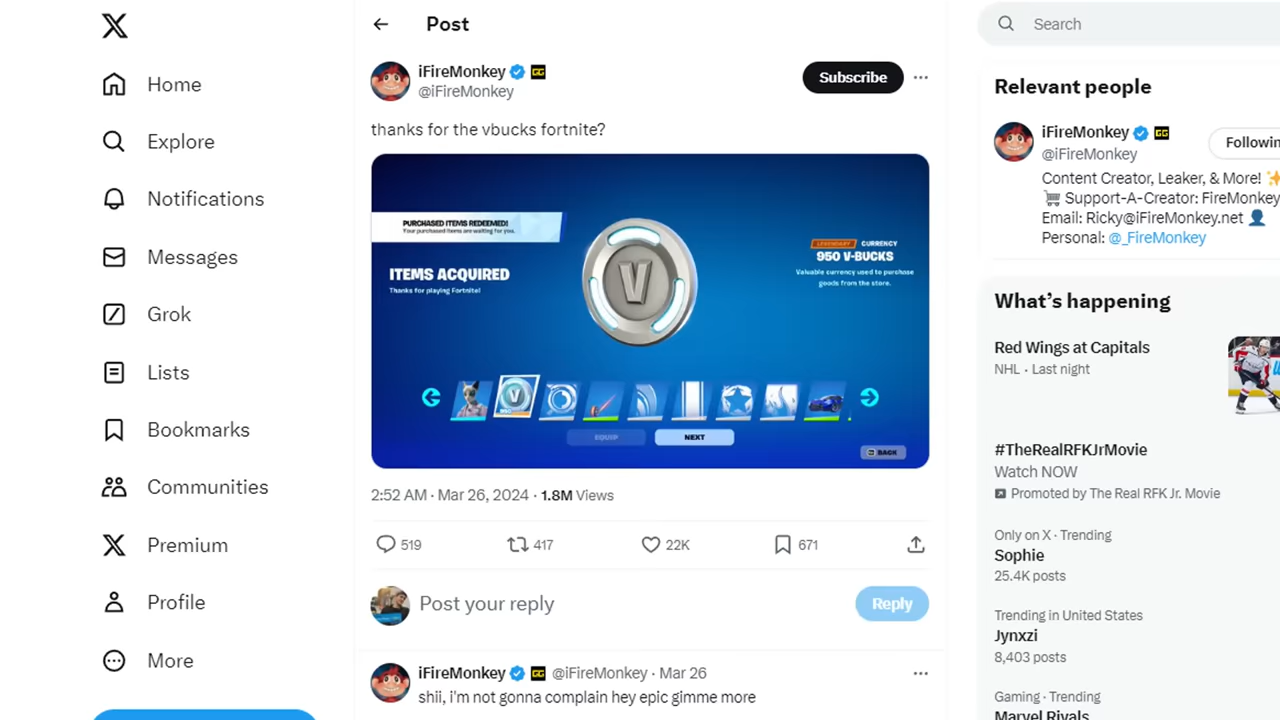 Home
Explore
Notifications
Messages
Grok
Lists
Bookmarks
Communities
Premium
Profile
More
Post
iFireMonkey
@iFireMonkey
Subscribe
thanks for the vbucks fortnite?
PURCHASED ITEMS REDEEMED!
Your purchased items are waiting for you.
ITEMS ACQUIRED
Thanks for playing Fortnite!
V
LEGENDARY CURRENCY
950 V-BUCKS
Valuable currency used to purchase
goods from the store.
EQUIP
NEXT
BACK
2:52 AM · Mar 26, 2024 · 1.8M Views
519
417
22K
671
Post your reply
Reply
iFireMonkey @iFireMonkey · Mar 26
shii, i'm not gonna complain hey epic gimme more
Search
Relevant people
iFireMonkey
@iFireMonkey
Followin
Content Creator, Leaker, & More!
Support-A-Creator: FireMonkey
Email: Ricky@iFireMonkey.net
Personal: @_FireMonkey
What's happening
Red Wings at Capitals
NHL · Last night
#TheRealRFKJrMovie
Watch NOW
Promoted by The Real RFK Jr. Movie
Only on X · Trending
Sophie
25.4K posts
Trending in United States
Jynxzi
8,403 posts
Gaming · Trending
Marvel Rivals